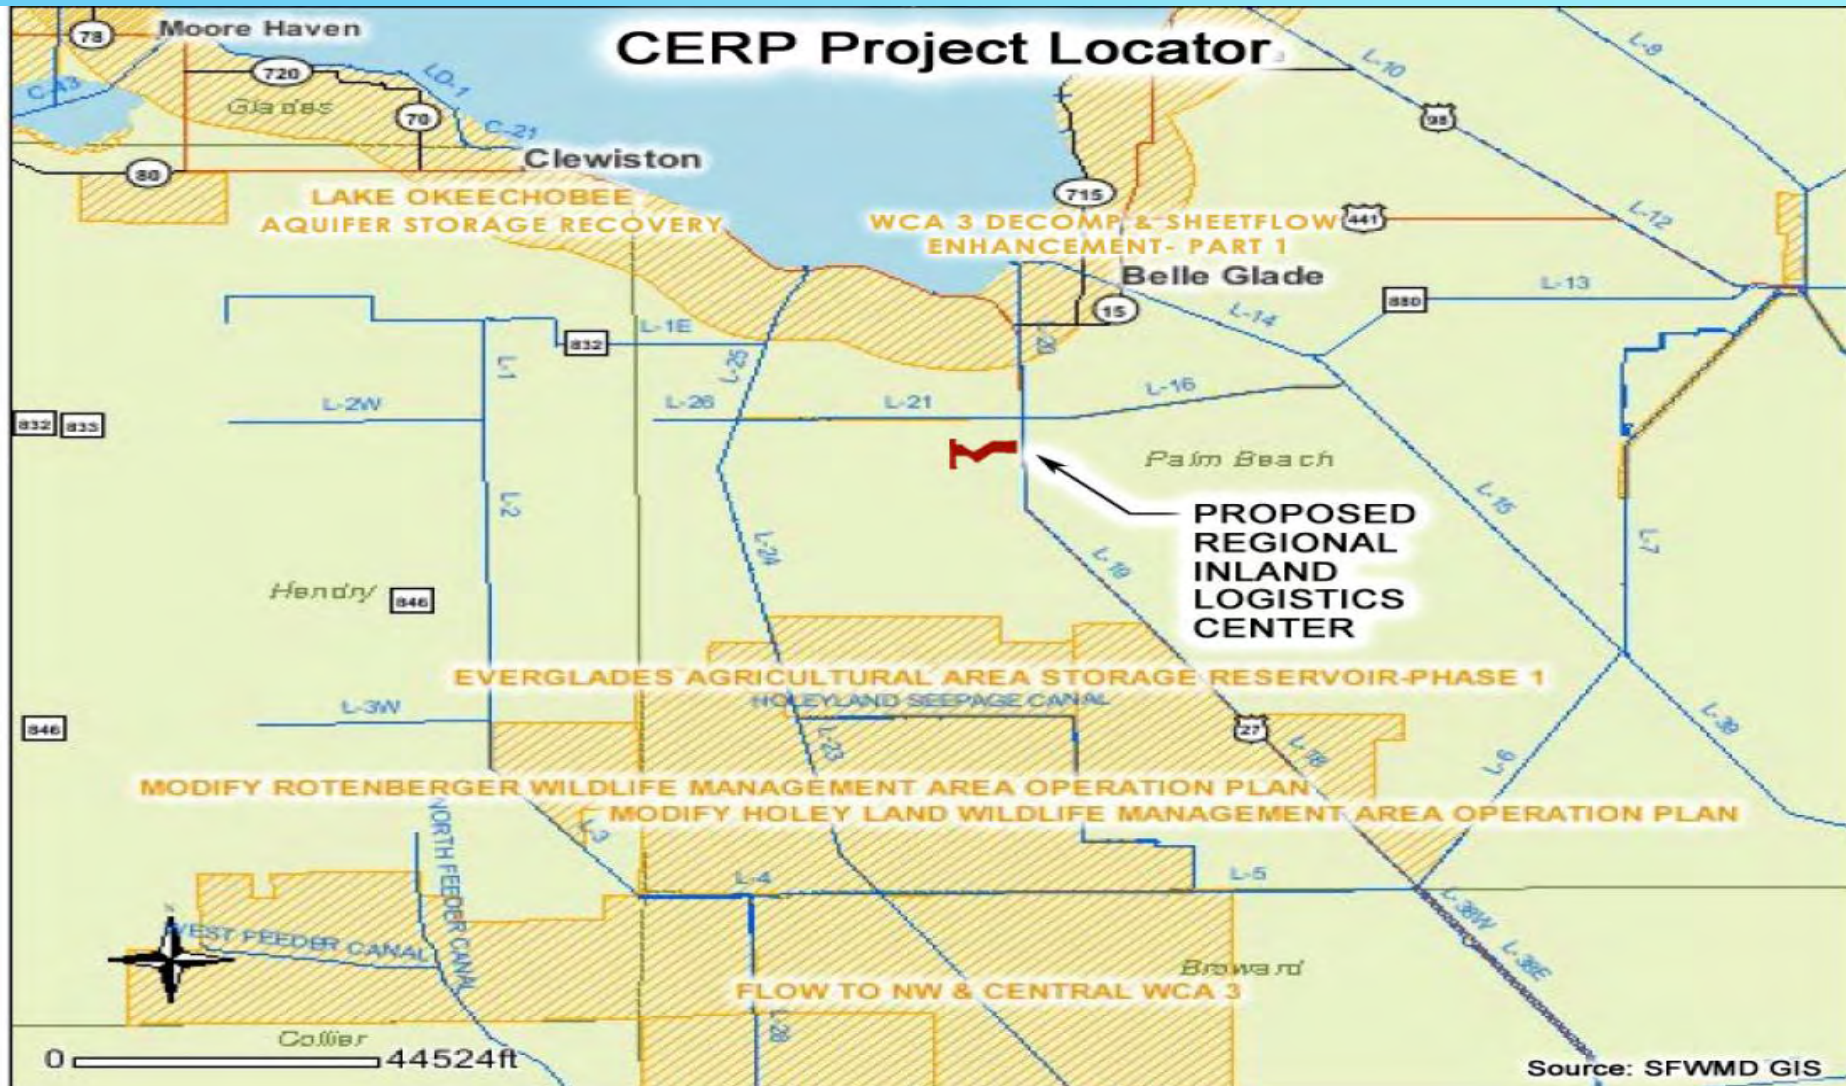 CERP Project Locator
Moore Haven
78
720
LD-1
C-43
Glades
70
C-21
Clewiston
80
LAKE OKEECHOBEE
AQUIFER STORAGE RECOVERY
L-9
L-10
98
715
WCA 3 DECOMP & SHEETFLOW
ENHANCEMENT- PART 1
441
L-12
Belle Glade
15
880
L-13
L-14
L-20
L-1E
832
L-1
L-25
L-2W
L-26
L-21
L-16
832
833
Palm Beach
L-2
L-24
L-15
L-7
PROPOSED
REGIONAL
INLAND
LOGISTICS
CENTER
L-19
Hendry
846
EVERGLADES AGRICULTURAL AREA STORAGE RESERVOIR-PHASE 1
HOLEYLAND SEEPAGE CANAL
L-3W
846
L-23
27
L-18
L-6
L-39
MODIFY ROTENBERGER WILDLIFE MANAGEMENT AREA OPERATION PLAN
MODIFY HOLEY LAND WILDLIFE MANAGEMENT AREA OPERATION PLAN
L-3
NORTH FEEDER CANAL
L-4
L-5
L-38W
L-38E
WEST FEEDER CANAL
Broward
FLOW TO NW & CENTRAL WCA 3
L-28
Collier
0
44524ft
Source: SFWMD GIS